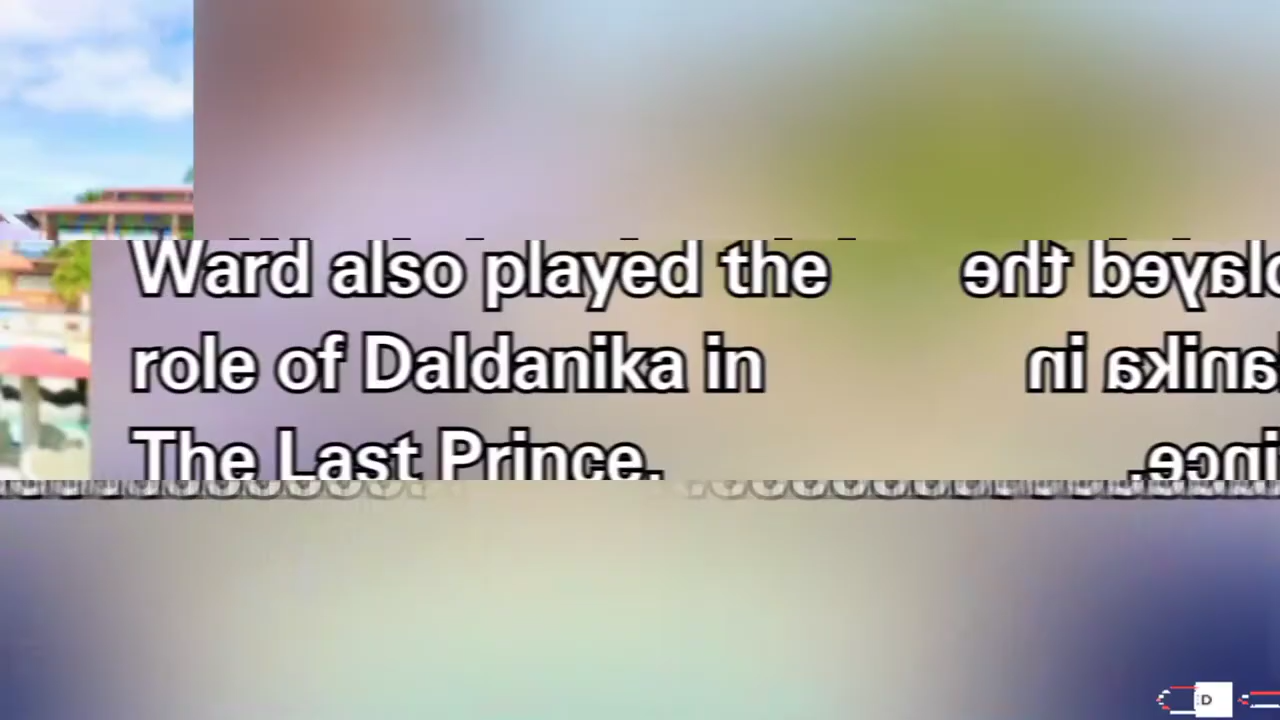 Ward also played the
role of Daldanika in
The Last Prince.
D